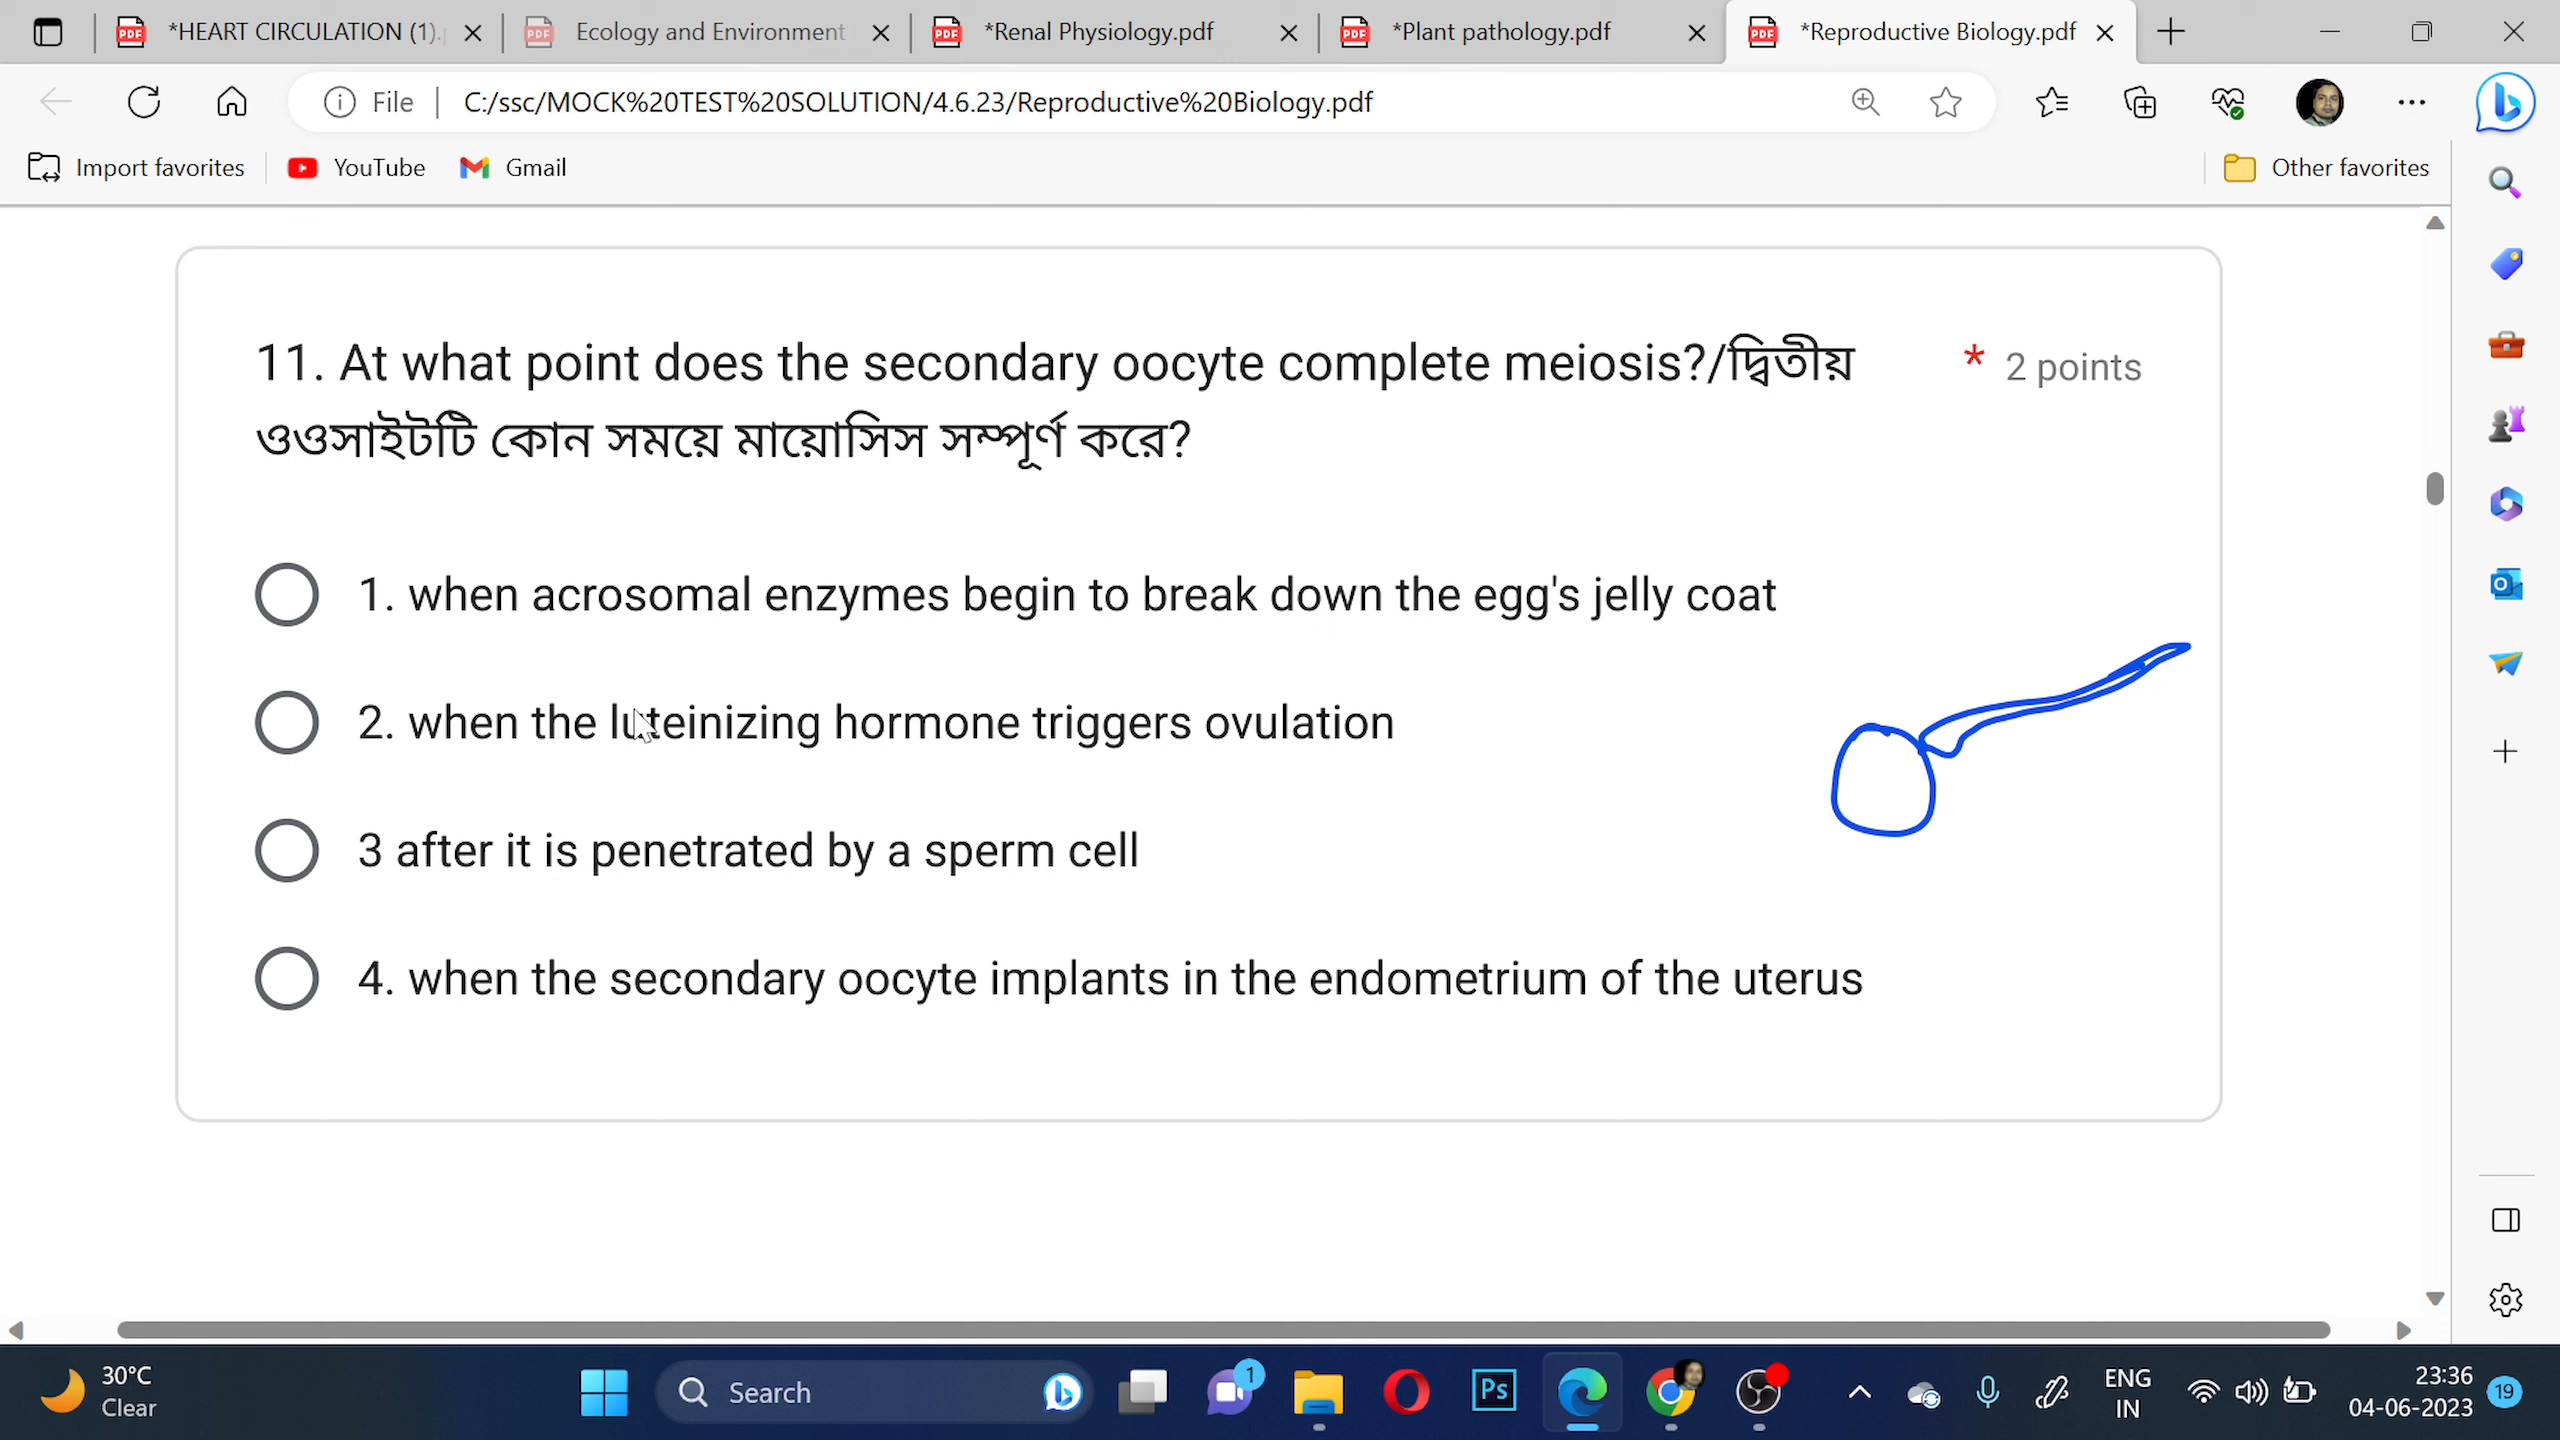 *HEART CIRCULATION (1).
Ecology and Environment
*Renal Physiology.pdf
*Plant pathology.pdf
*Reproductive Biology.pdf
File
C:/ssc/MOCK%20TEST%20SOLUTION/4.6.23/Reproductive%20Biology.pdf
Import favorites
YouTube
Gmail
Other favorites
11. At what point does the secondary oocyte complete meiosis?/দ্বিতীয়
* 2 points
ওওসাইটটি কোন সময়ে মায়োসিস সম্পূর্ণ করে?
1. when acrosomal enzymes begin to break down the egg's jelly coat
2. when the luteinizing hormone triggers ovulation
3 after it is penetrated by a sperm cell
4. when the secondary oocyte implants in the endometrium of the uterus
30°C
Clear
Search
1
Ps
ENG
IN
23:36
04-06-2023
19